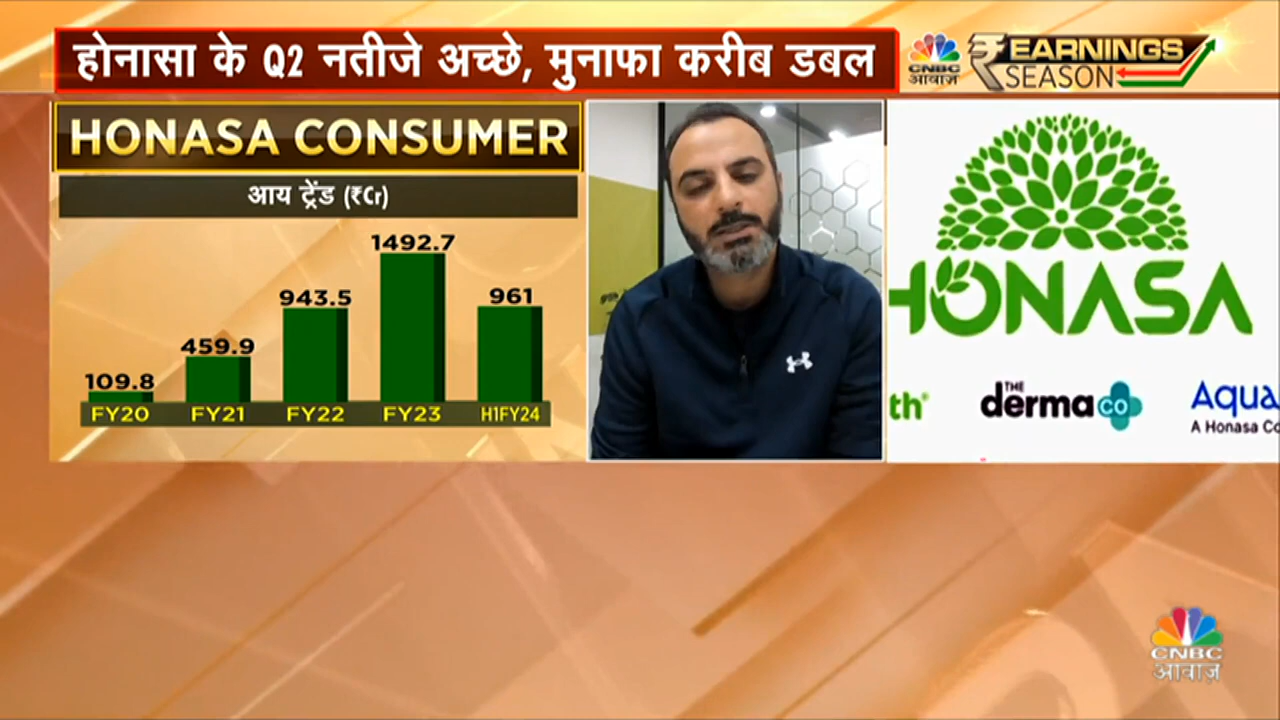 होनासा के Q2 नतीजे अच्छे, मुनाफा करीब डबल
CNBC
आवाज़
₹ EARNINGS
SEASON
HONASA CONSUMER
आय ट्रेंड (₹Cr)
109.8
459.9
943.5
1492.7
961
FY20
FY21
FY22
FY23
H1FY24
HONASA
th
THE
derma co
Aqua
A Honasa Co
CNBC
आवाज़